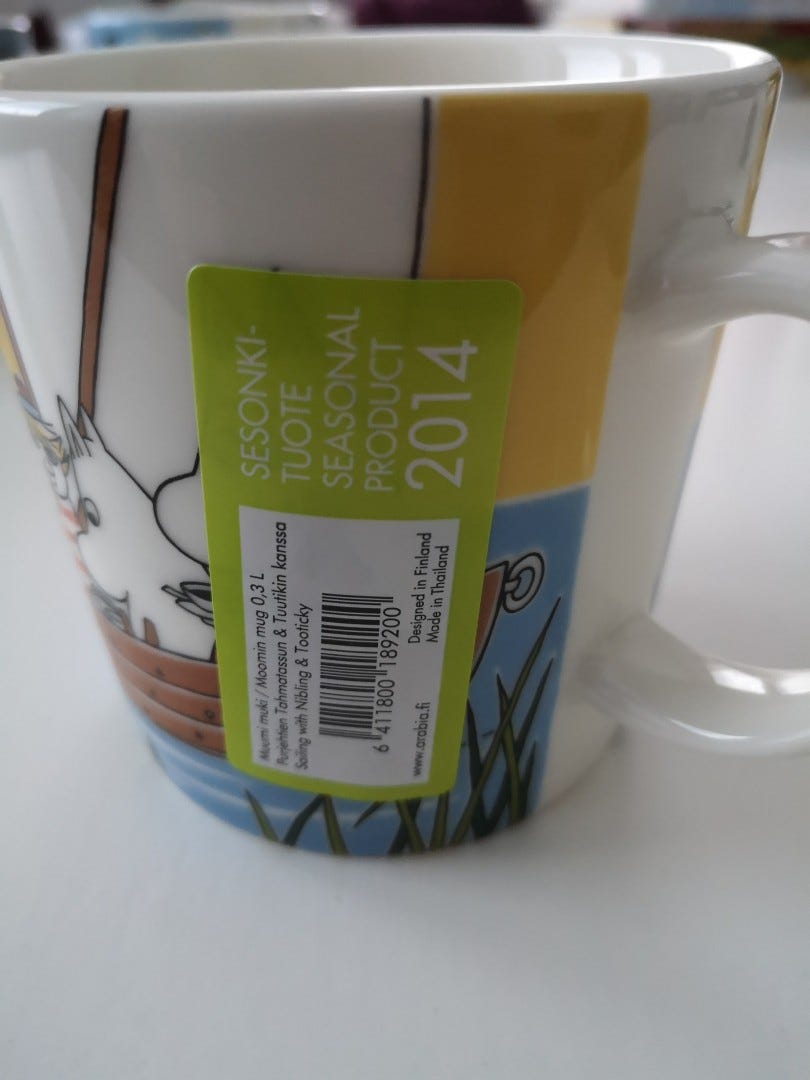 SESONKI-
TUOTE
SEASONAL
PRODUCT
2014
Muumi muki / Moomin mug 0,3 L
Purjehtien Tahmatassun & Tuutikin kanssa
Sailing with Nibling & Tooticky
6 411800 189200
Designed in Finland
Made in Thailand
www.arabia.fi